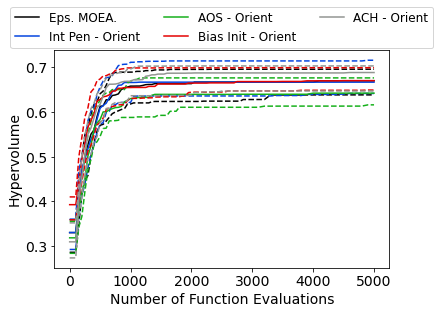 Eps. MOEA. AOS - Orient ACH - Orient
Int Pen - Orient Bias Init - Orient
0.7
0.6
0.5
0.4
0.3
Hypervolume
0 1000 2000 3000 4000 5000
Number of Function Evaluations